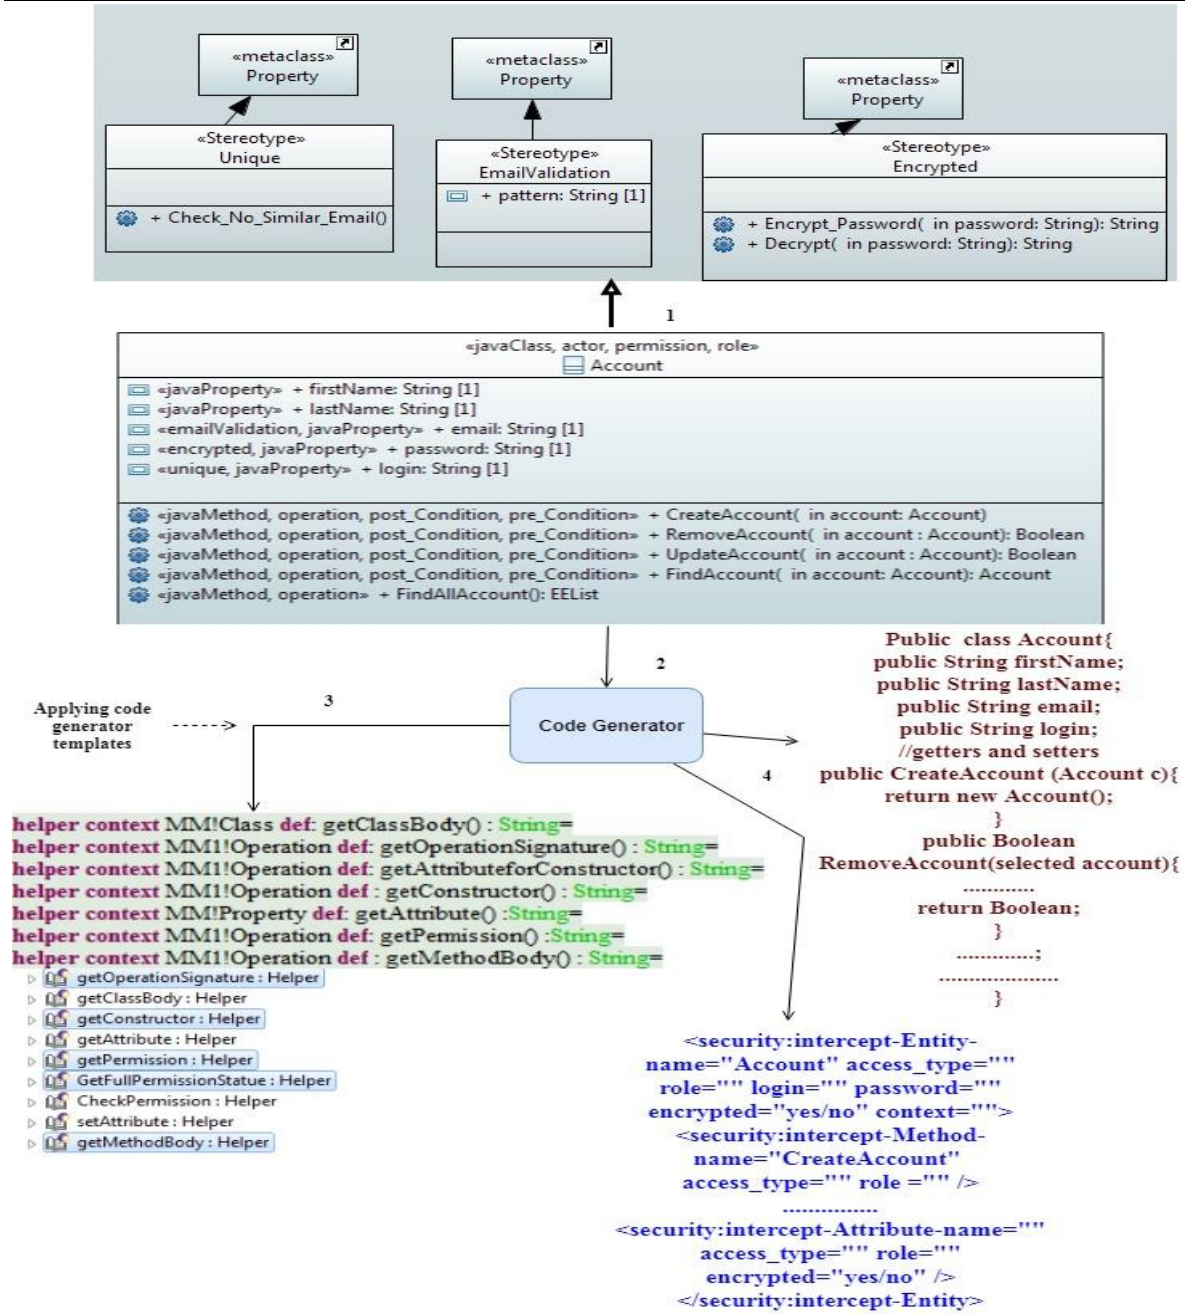 «metaclass»
Property
«metaclass»
Property
«metaclass»
Property
«Stereotype»
Unique
+ Check_No_Similar_Email()
«Stereotype»
EmailValidation
+ pattern: String [1]
«Stereotype»
Encrypted
+ Encrypt_Password( in password: String): String
+ Decrypt( in password: String): String
1
«javaClass, actor, permission, role»
Account
«javaProperty» + firstName: String [1]
«javaProperty» + lastName: String [1]
«emailValidation, javaProperty» + email: String [1]
«encrypted, javaProperty» + password: String [1]
«unique, javaProperty» + login: String [1]
«javaMethod, operation, post_Condition, pre_Condition» + CreateAccount( in account: Account)
«javaMethod, operation, post_Condition, pre_Condition» + RemoveAccount( in account : Account): Boolean
«javaMethod, operation, post_Condition, pre_Condition» + UpdateAccount( in account : Account): Boolean
«javaMethod, operation, post_Condition, pre_Condition» + FindAccount( in account: Account): Account
«javaMethod, operation» + FindAllAccount(): EEList
2
3
Applying code
generator
templates
Code Generator
4
Public class Account{
public String firstName;
public String lastName;
public String email;
public String login;
//getters and setters
public CreateAccount (Account c){
return new Account();
}
public Boolean
RemoveAccount(selected account){
............
return Boolean;
}
.............;
....................
}
helper context MM!Class def: getClassBody() : String=
helper context MM1!Operation def: getOperationSignature() : String=
helper context MM1!Operation def: getAttributeforConstructor() : String=
helper context MM1!Operation def : getConstructor() : String=
helper context MM!Property def: getAttribute() :String=
helper context MM1!Operation def: getPermission() :String=
helper context MM1!Operation def : getMethodBody() : String=
getOperationSignature : Helper
getClassBody : Helper
getConstructor : Helper
getAttribute : Helper
getPermission : Helper
GetFullPermissionStatue : Helper
CheckPermission : Helper
setAttribute : Helper
getMethodBody : Helper
<security:intercept-Entity-
name="Account" access_type=""
role="" login="" password=""
encrypted="yes/no" context="">
<security:intercept-Method-
name="CreateAccount"
access_type="" role ="" />
................
<security:intercept-Attribute-name=""
access_type="" role=""
encrypted="yes/no" />
</security:intercept-Entity>